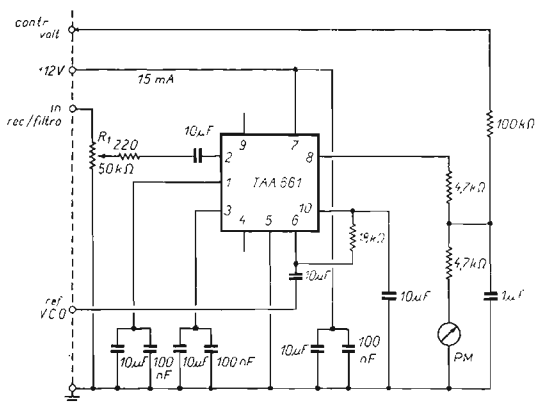 contr
volt
+12V
15 mA
in
rec/filtro
R1
220
50kΩ
10µF
9
7
2
8
1
TAA 661
3
10
4
5
6
100kΩ
4,7kΩ
18kΩ
4,7kΩ
10µF
10µF
1µF
ref
VCO
10µF
100
nF
10µF
100nF
10µF
100
nF
PM